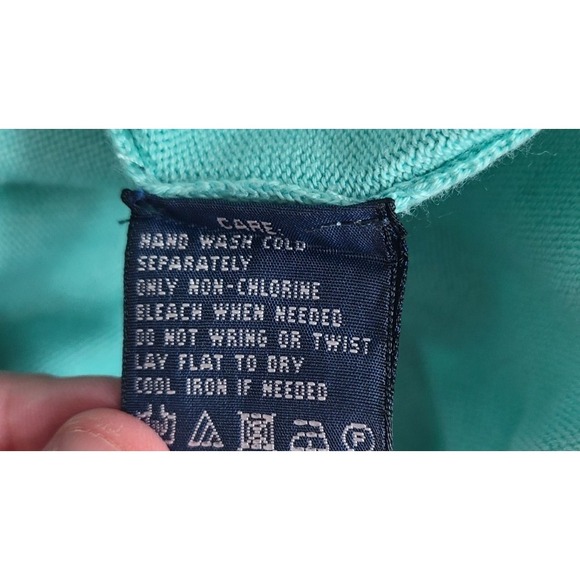 CARE:
HAND WASH COLD
SEPARATELY
ONLY NON-CHLORINE
BLEACH WHEN NEEDED
DO NOT WRING OR TWIST
LAY FLAT TO DRY
COOL IRON IF NEEDED
P